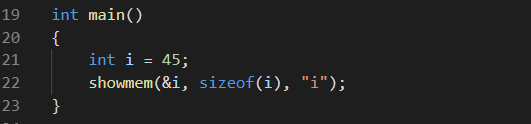 19 int main()
20 {
21 int i = 45;
22 showmem(&i, sizeof(i), "i");
23 }